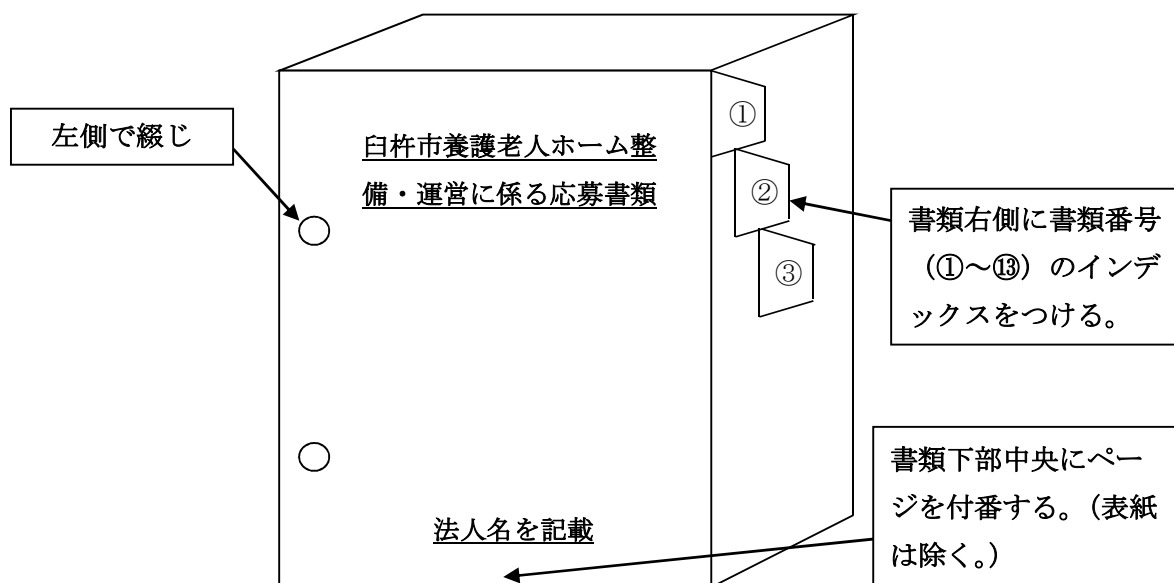 左側で綴じ
臼杵市養護老人ホーム整
備・運営に係る応募書類
①
②
③
書類右側に書類番号
（①～⑬）のインデ
ックスをつける。
法人名を記載
書類下部中央にペー
ジを付番する。（表紙
は除く。）